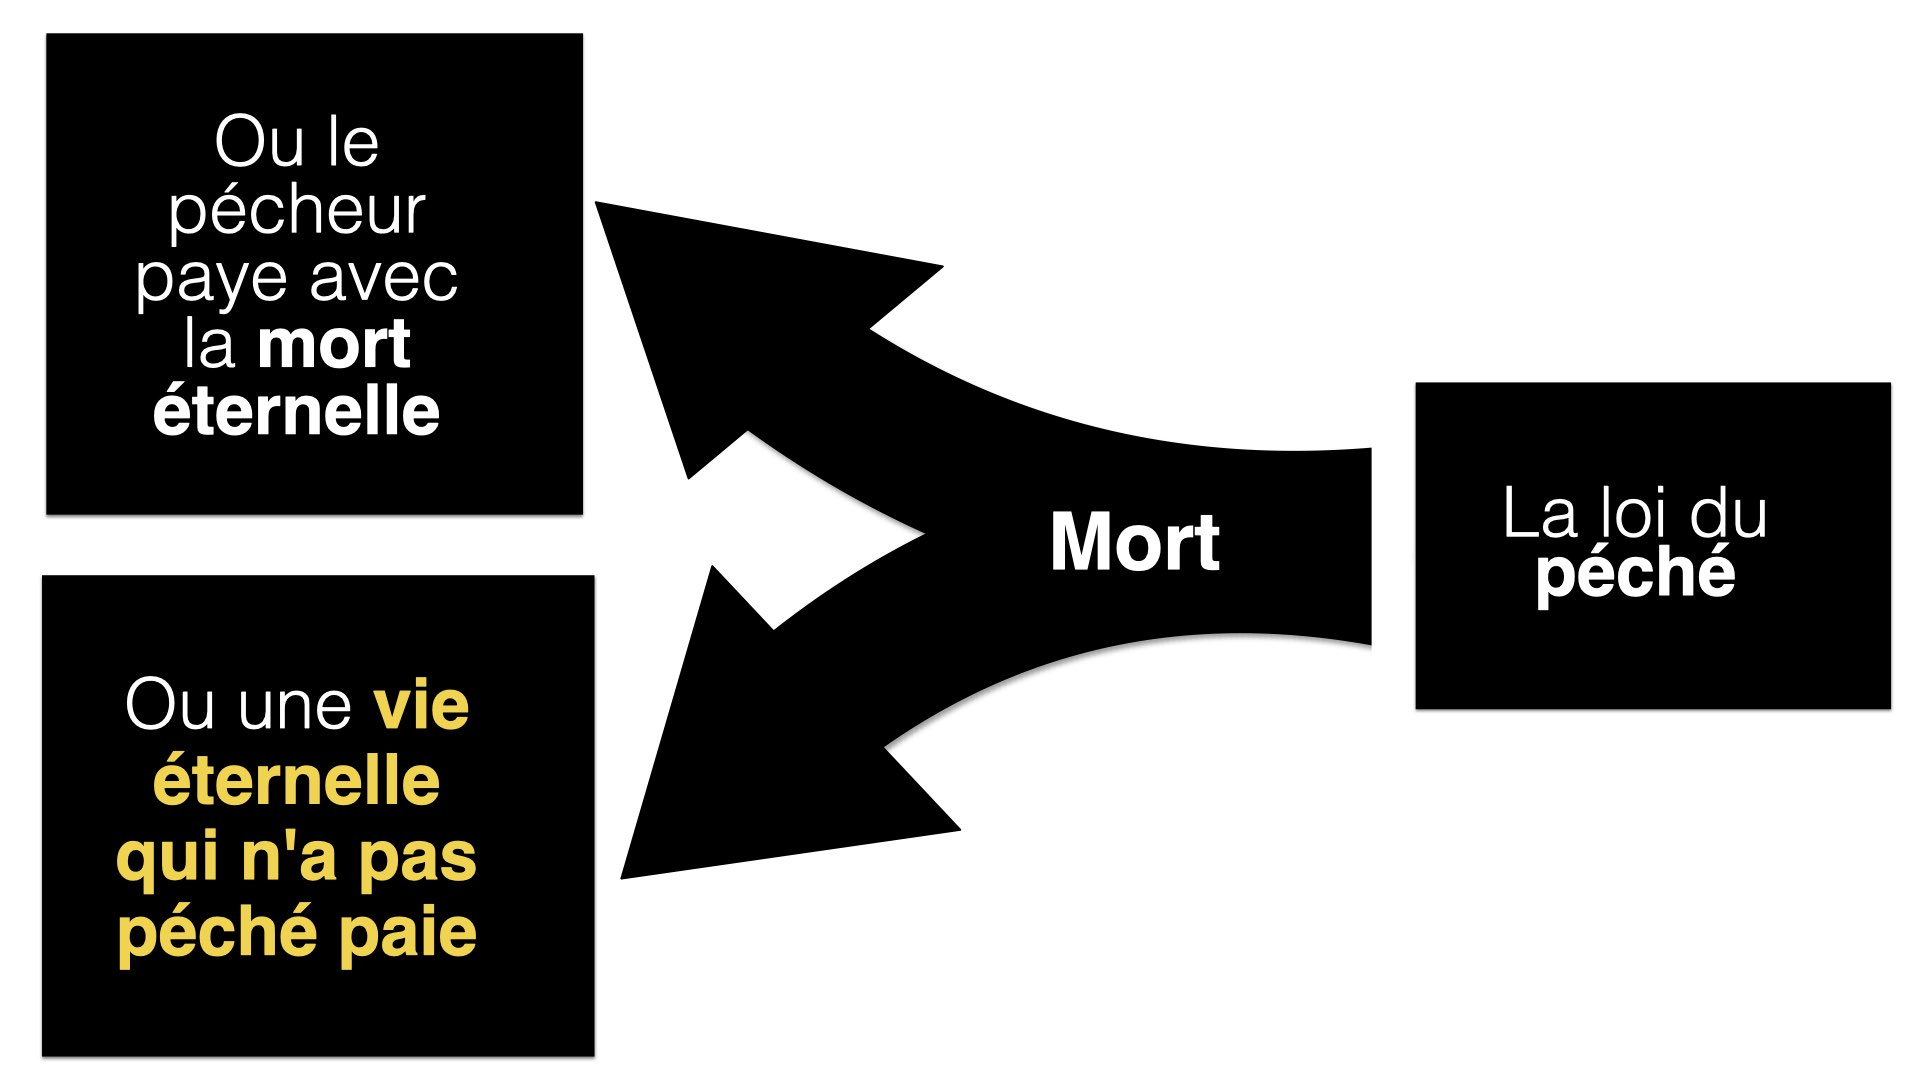 Ou le
pécheur
paye avec
la mort
éternelle
Ou une vie
éternelle
qui n'a pas
péché paie
Mort
La loi du
péché